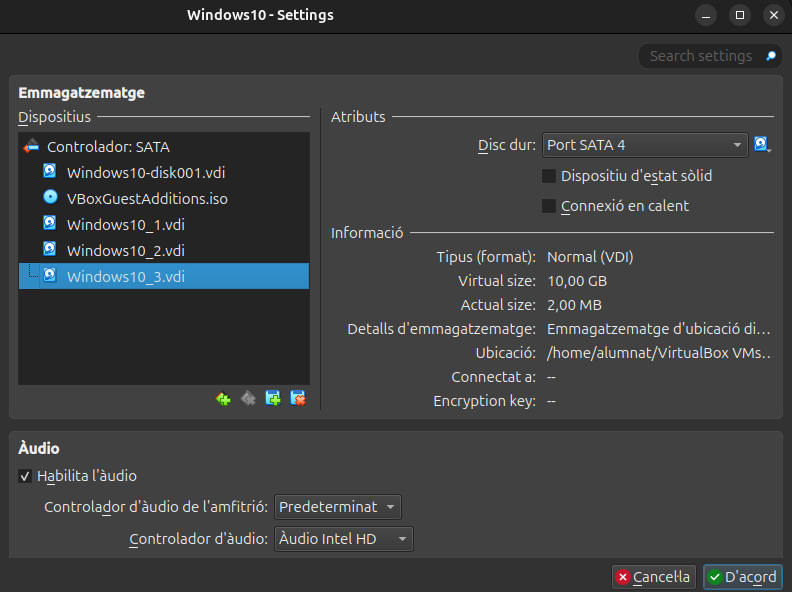 Windows10 - Settings
Search settings
Emmagatzematge
Dispositius
Controlador: SATA
Windows10-disk001.vdi
VBoxGuestAdditions.iso
Windows10_1.vdi
Windows10_2.vdi
Windows10_3.vdi
Atributs
Disc dur: Port SATA 4
Dispositiu d'estat sòlid
Connexió en calent
Informació
Tipus (format): Normal (VDI)
Virtual size: 10,00 GB
Actual size: 2,00 MB
Detalls d'emmagatzematge: Emmagatzematge d'ubicació di...
Ubicació: /home/alumnat/VirtualBox VMs..
Connectat a: --
Encryption key: --
Àudio
Habilita l'àudio
Controlador d'àudio de l'amfitrió: Predeterminat
Controlador d'àudio: Àudio Intel HD
Cancel·la
D'acord